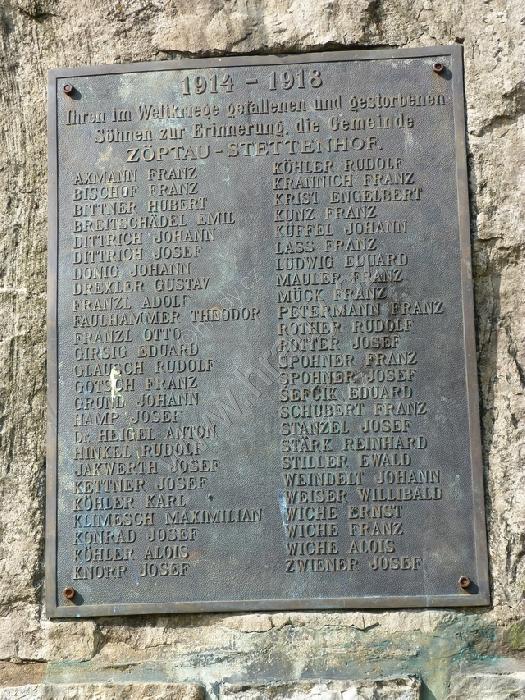 1914 - 1918
Ihren im Weltkriege gefallenen und gestorbenen
Söhnen zur Erinnerung, die Gemeinde
ZÖPTAU-STETTENHOF.
AXMANN FRANZ
BISCHOF FRANZ
BITTNER HUBERT
BREITSCHÄDEL EMIL
DITTRICH JOHANN
DITTRICH JOSEF
DONIG JOHANN
DREXLER GUSTAV
FRANZL ADOLF
FAULHAMMER THEODOR
FRANZL OTTO
GIRSIG EDUARD
GLAUSCH RUDOLF
GOTSCH FRANZ
GRUND JOHANN
HAMP JOSEF
Dr. HEIGEL ANTON
HINKEL RUDOLF
JAKWERTH JOSEF
KETTNER JOSEF
KÖHLER KARL
KLIMESCH MAXIMILIAN
KONRAD JOSEF
KÖHLER ALOIS
KNORR JOSEF
KÖHLER RUDOLF
KRANNICH FRANZ
KRIST ENGELBERT
KUNZ FRANZ
KÜFFEL JOHANN
LASS FRANZ
LUDWIG EDUARD
MAULER FRANZ
MÜCK FRANZ
PETERMANN FRANZ
ROTHER RUDOLF
ROTTER JOSEF
SPOHNER FRANZ
SPOHNER JOSEF
SEFČIK EDUARD
SCHUBERT FRANZ
STANZEL JOSEF
STÄRK REINHARD
STILLER EWALD
WEINDELT JOHANN
WEISER WILLIBALD
WICHE ERNST
WICHE FRANZ
WICHE ALOIS
ZWIENER JOSEF